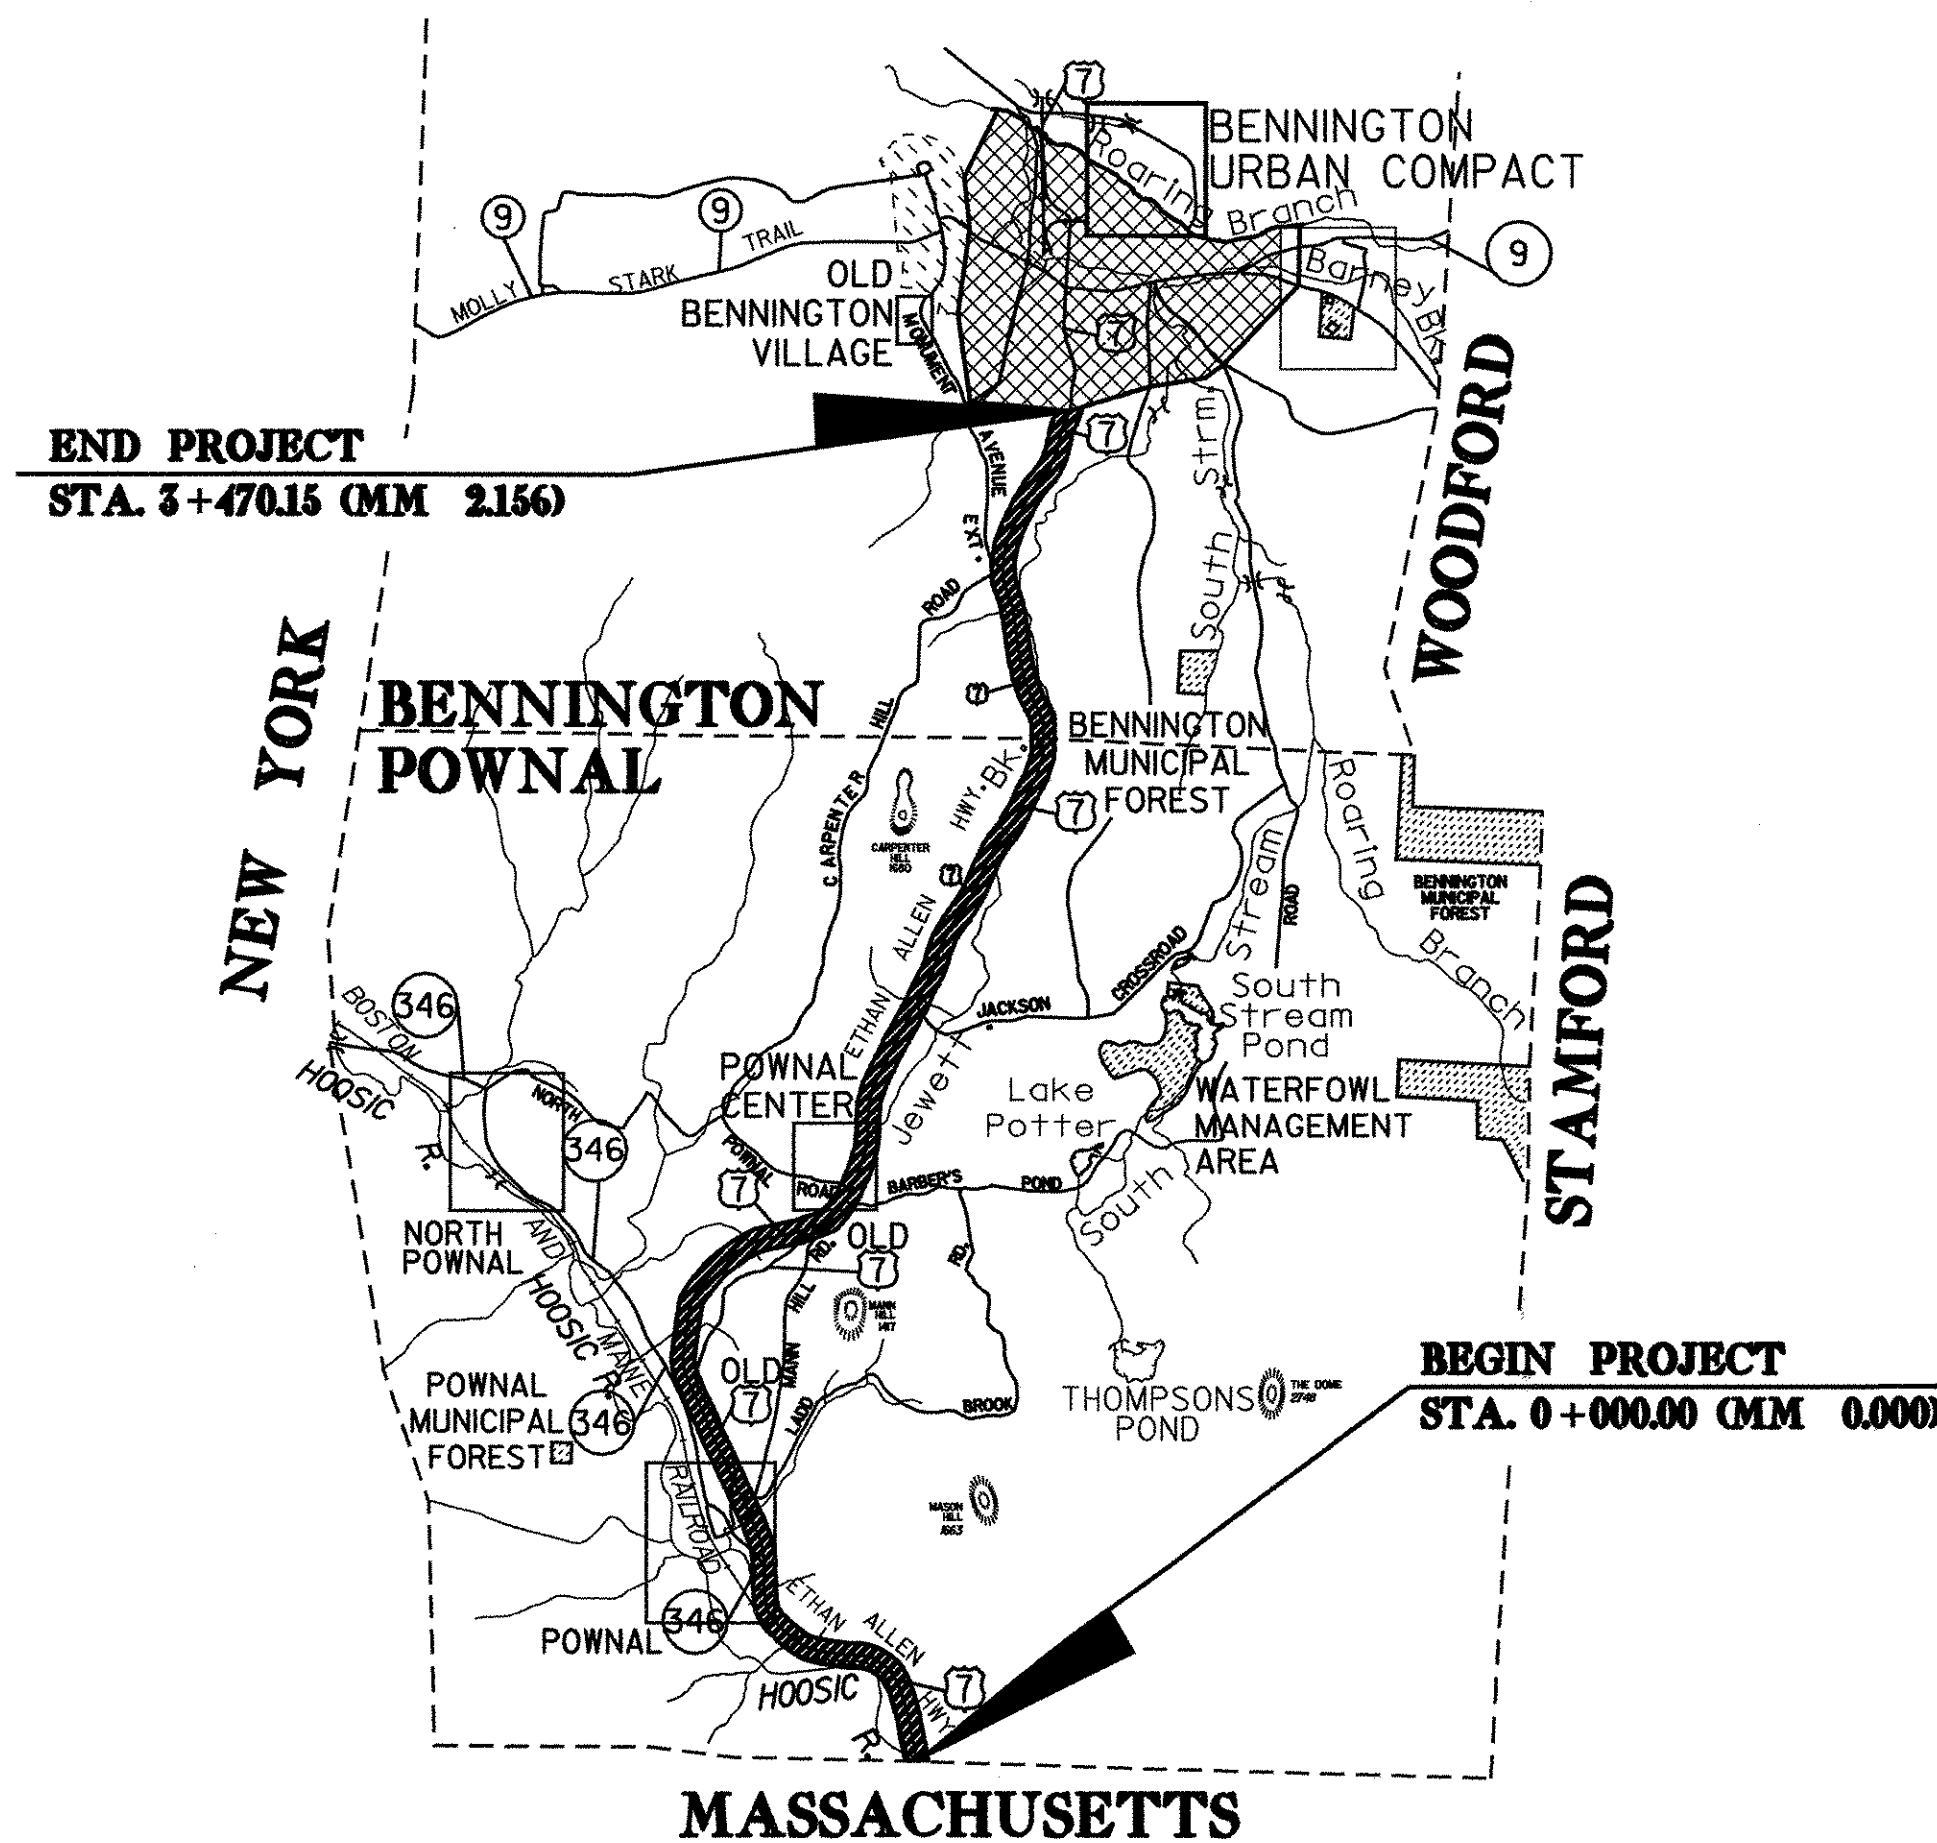 7
BENNINGTON
URBAN COMPACT
Roaring
Branch
9
9
TRAIL
STARK
MOLLY
9
Barney
Br.
OLD
BENNINGTON
VILLAGE
MONUMENT
7
WOODFORD
END PROJECT
STA. 3+470.15 (MM 2.156)
7
AVENUE
EXT.
Strm.
South
ROAD
NEW YORK
BENNINGTON
POWNAL
7
HILL
CARPENTER
BENNINGTON
MUNICIPAL
FOREST
Bk.
HWY.
7
CARPENTER
HILL
1680
7
ALLEN
ETHAN
Roaring
Branch
BENNINGTON
MUNICIPAL
FOREST
Stream
ROAD
CROSSROAD
JACKSON
South
Stream
Pond
STAMFORD
346
BOSTON
HOOSIC
R.
POWNAL
CENTER
Jewett
Lake
Potter
WATERFOWL
MANAGEMENT
AREA
NORTH
346
POWNAL
7
ROAD
BARBER'S
POND
South
NORTH
POWNAL
AND
HOOSIC
R.
MAINE
OLD
7
RD.
HILL
MANN
RD.
MANN
HILL
1417
OLD
7
POWNAL
MUNICIPAL
FOREST
346
LADD
BROOK
THOMPSONS
POND
THE DOME
2748
BEGIN PROJECT
STA. 0+000.00 (MM 0.000)
RAILROAD
MASON
HILL
1663
346
POWNAL
ETHAN
ALLEN
HWY.
7
HOOSIC
R.
MASSACHUSETTS